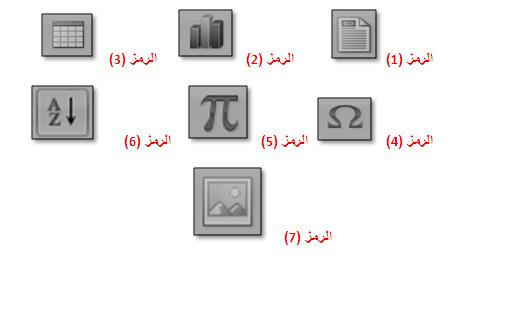 الرمز (1) الرمز (2) الرمز (3)
الرمز (4) الرمز (5) الرمز (6)
A
Z
π
Ω
الرمز (7)